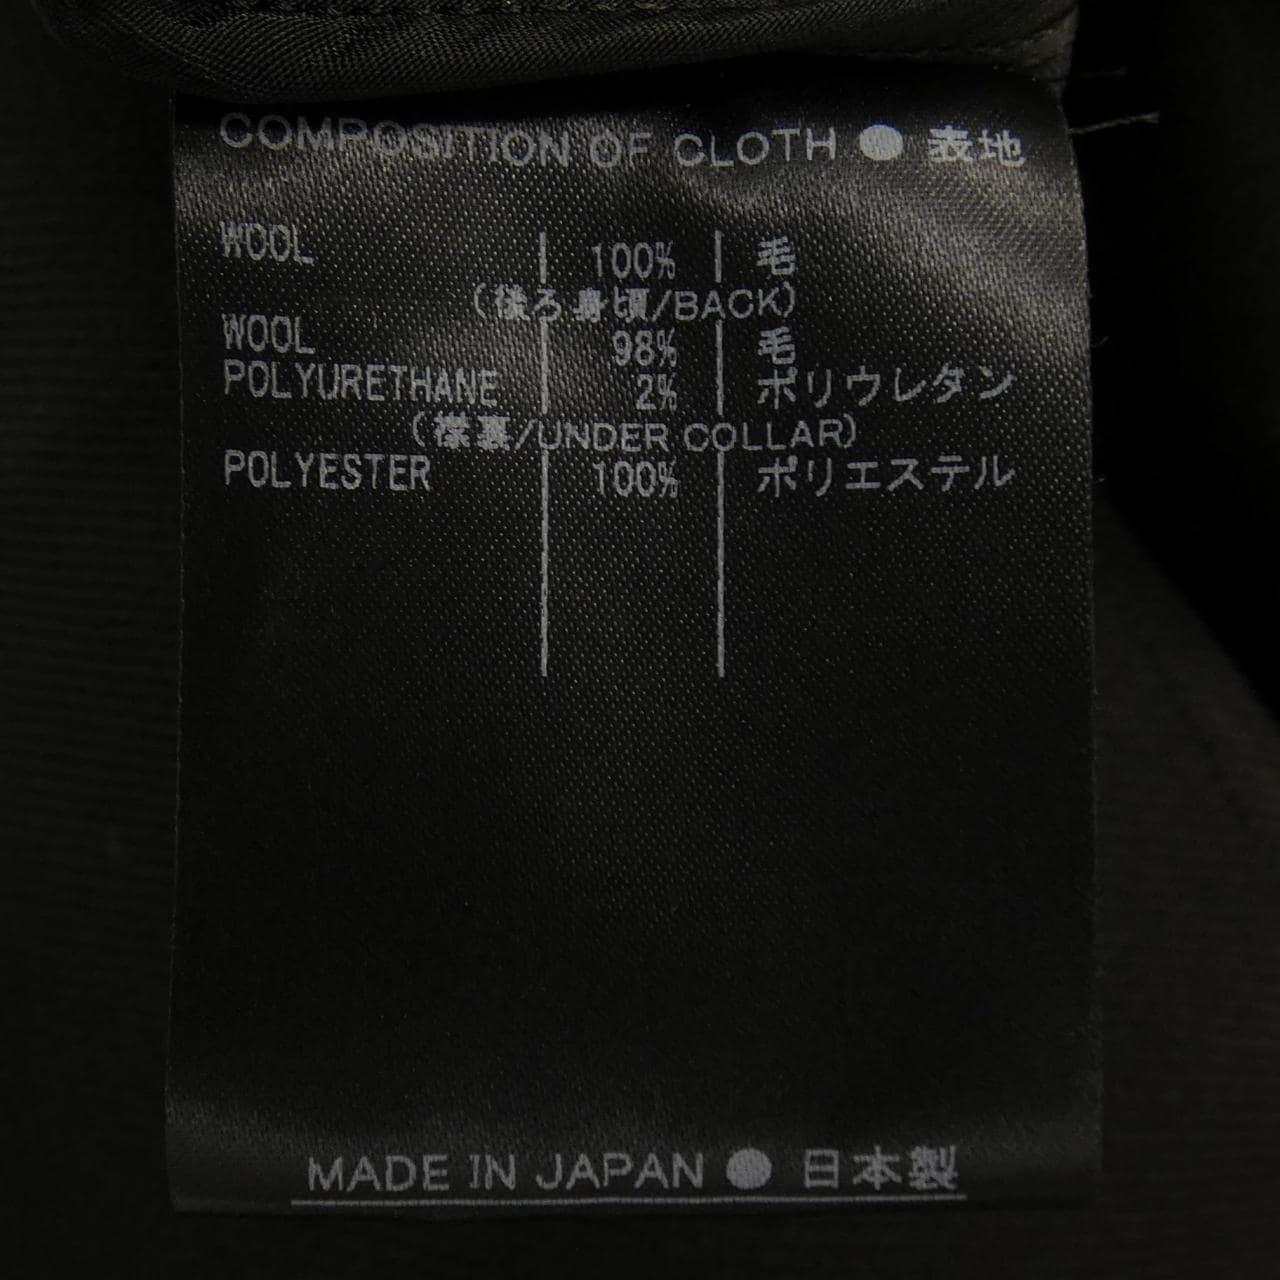 COMPOSITION OF CLOTH ● 表地
WOOL 100% 毛
(後ろ身頃/BACK)
WOOL 98% 毛
POLYURETHANE 2% ポリウレタン
(襟裏/UNDER COLLAR)
POLYESTER 100% ポリエステル
MADE IN JAPAN ● 日本製